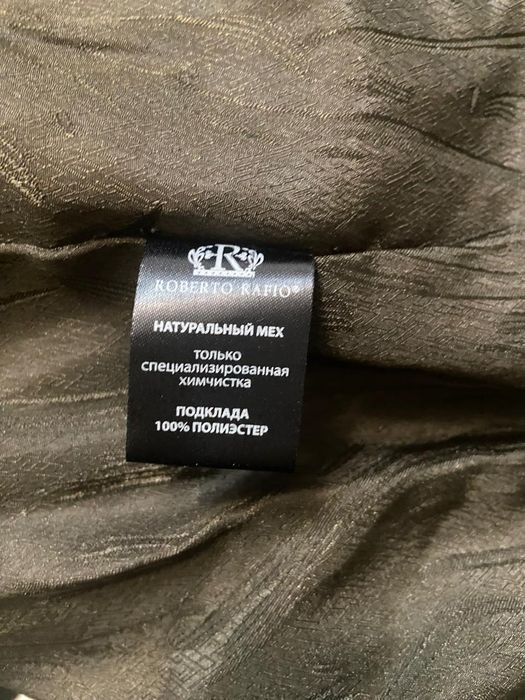 R
ROBERTO RAFIO®
НАТУРАЛЬНЫЙ МЕХ
ТОЛЬКО
СПЕЦИАЛИЗИРОВАННАЯ
ХИМЧИСТКА
ПОДКЛАДА
100% ПОЛИЭСТЕР